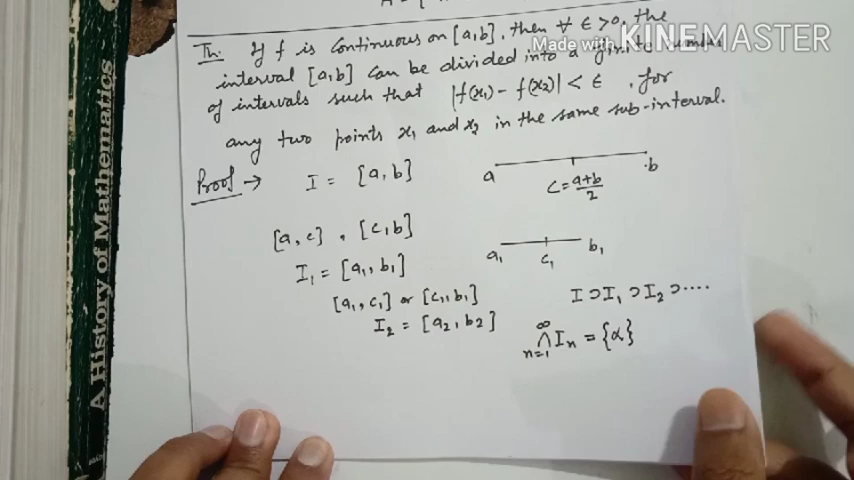 Th: If f is continuous on [a,b], then ∀ ϵ >0, the
Made with KINEMASTER
interval [a,b] can be divided into a finite number
of intervals such that |f(x₁) - f(x₂)| < ϵ , for
any two points x₁ and x₂ in the same sub-interval.
Proof → I = [a,b]
a b
c = a+b/2
[a,c] , [c,b]
a₁ c₁ b₁
I₁ = [a₁,b₁]
[a₁,c₁] or [c₁,b₁]
I ⊃ I₁ ⊃ I₂ ⊃ ....
I₂ = [a₂,b₂]
∞
∩ Iₙ = {α}
n=1
A History of Mathematics